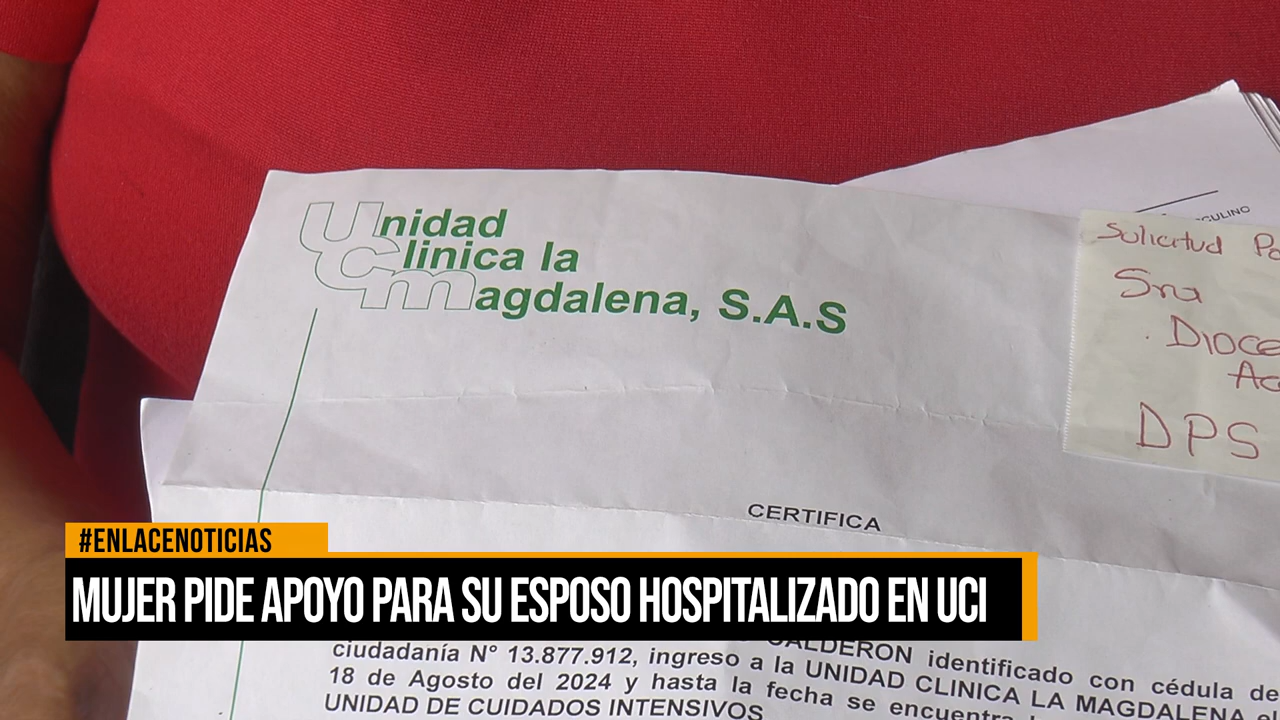 Unidad
Clinica la
Magdalena, S.A.S
CULINO
Solicitud
Sra
DPS
CERTIFICA
#ENLACENOTICIAS
MUJER PIDE APOYO PARA SU ESPOSO HOSPITALIZADO EN UCI
CALDERON identificado con cédula de
ciudadanía N° 13.877.912, ingreso a la UNIDAD CLINICA LA MAGDALENA el
18 de Agosto del 2024 y hasta la fecha se encuentra
UNIDAD DE CUIDADOS INTENSIVOS